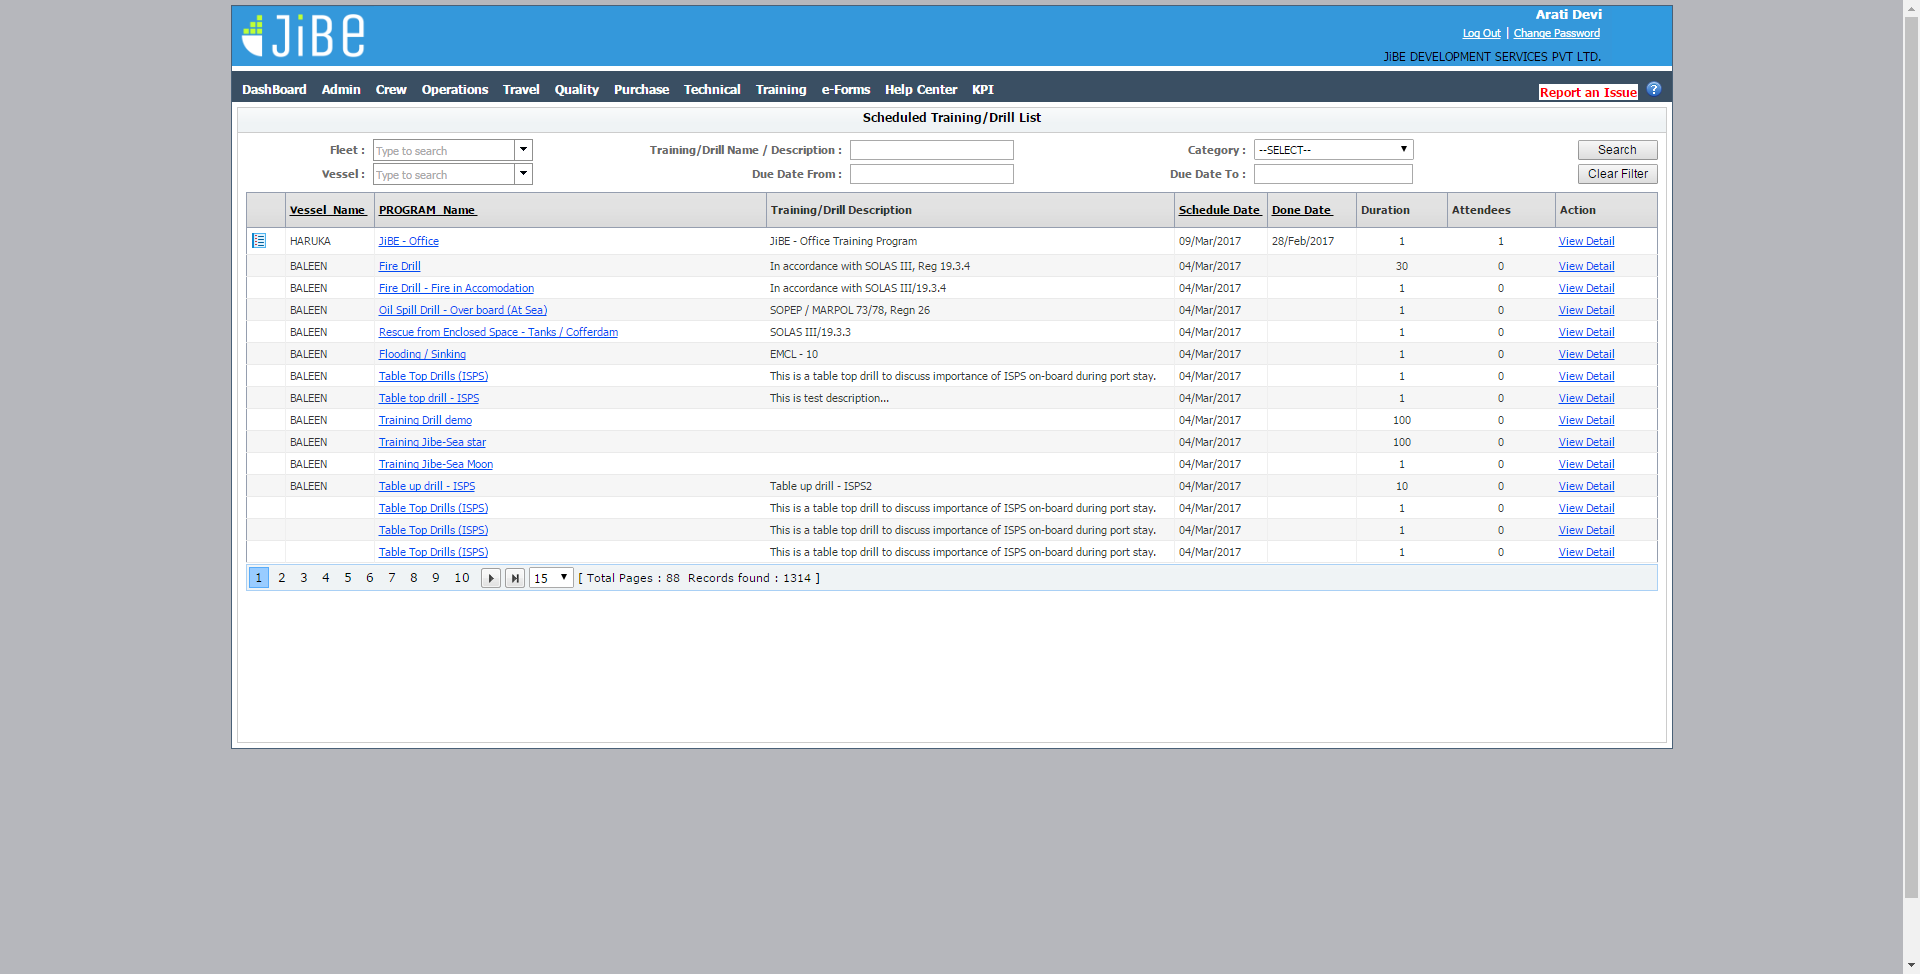 JiBE
Arati Devi
Log Out | Change Password
JiBE DEVELOPMENT SERVICES PVT LTD.
DashBoard Admin Crew Operations Travel Quality Purchase Technical Training e-Forms Help Center KPI Report an Issue ?
Scheduled Training/Drill List
Fleet : Type to search Training/Drill Name / Description : Category : --SELECT-- Search
Vessel : Type to search Due Date From : Due Date To : Clear Filter
Vessel_Name PROGRAM_Name Training/Drill Description Schedule Date Done Date Duration Attendees Action
HARUKA JiBE - Office JiBE - Office Training Program 09/Mar/2017 28/Feb/2017 1 1 View Detail
BALEEN Fire Drill In accordance with SOLAS III, Reg 19.3.4 04/Mar/2017 30 0 View Detail
BALEEN Fire Drill - Fire in Accomodation In accordance with SOLAS III/19.3.4 04/Mar/2017 1 0 View Detail
BALEEN Oil Spill Drill - Over board (At Sea) SOPEP / MARPOL 73/78, Regn 26 04/Mar/2017 1 0 View Detail
BALEEN Rescue from Enclosed Space - Tanks / Cofferdam SOLAS III/19.3.3 04/Mar/2017 1 0 View Detail
BALEEN Flooding / Sinking EMCL - 10 04/Mar/2017 1 0 View Detail
BALEEN Table Top Drills (ISPS) This is a table top drill to discuss importance of ISPS on-board during port stay. 04/Mar/2017 1 0 View Detail
BALEEN Table top drill - ISPS This is test description... 04/Mar/2017 1 0 View Detail
BALEEN Training Drill demo 04/Mar/2017 100 0 View Detail
BALEEN Training Jibe-Sea star 04/Mar/2017 100 0 View Detail
BALEEN Training Jibe-Sea Moon 04/Mar/2017 1 0 View Detail
BALEEN Table up drill - ISPS Table up drill - ISPS2 04/Mar/2017 10 0 View Detail
Table Top Drills (ISPS) This is a table top drill to discuss importance of ISPS on-board during port stay. 04/Mar/2017 1 0 View Detail
Table Top Drills (ISPS) This is a table top drill to discuss importance of ISPS on-board during port stay. 04/Mar/2017 1 0 View Detail
Table Top Drills (ISPS) This is a table top drill to discuss importance of ISPS on-board during port stay. 04/Mar/2017 1 0 View Detail
1 2 3 4 5 6 7 8 9 10 15 [ Total Pages : 88 Records found : 1314 ]